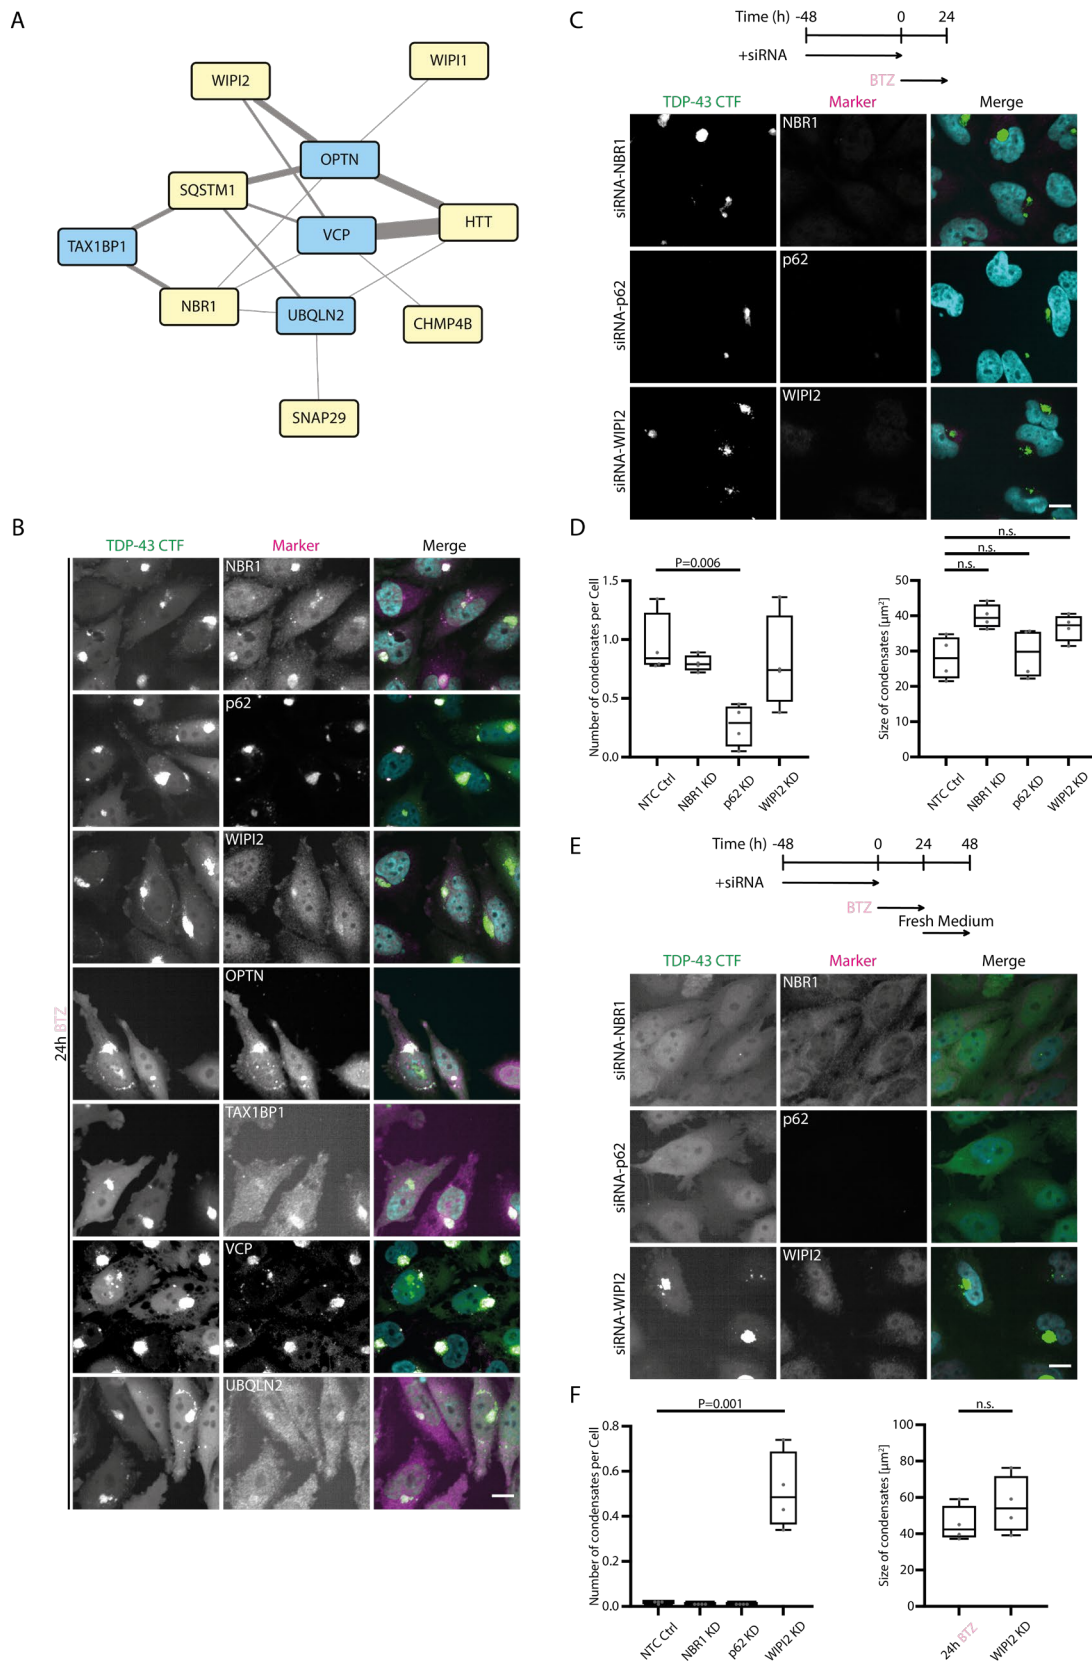 A
WIPI1
WIPI2
OPTN
SQSTM1
HTT
VCP
TAX1BP1
NBR1
UBQLN2
CHMP4B
SNAP29
B
TDP-43 CTF Marker Merge
24h BTZ
NBR1
p62
WIPI2
OPTN
TAX1BP1
VCP
UBQLN2
C
Time (h) -48 0 24
+siRNA
BTZ
TDP-43 CTF Marker Merge
siRNA-NBR1
NBR1
siRNA-p62
p62
siRNA-WIPI2
WIPI2
D
Number of condensates per Cell
1.5
1.0
0.5
0.0
P=0.006
NTC Ctrl
NBR1 KD
p62 KD
WIPI2 KD
Size of condensates [µm²]
50
40
30
20
10
0
n.s.
n.s.
n.s.
NTC Ctrl
NBR1 KD
p62 KD
WIPI2 KD
E
Time (h) -48 0 24 48
+siRNA
BTZ
Fresh Medium
TDP-43 CTF Marker Merge
siRNA-NBR1
NBR1
siRNA-p62
p62
siRNA-WIPI2
WIPI2
F
Number of condensates per Cell
0.8
0.6
0.4
0.2
0.0
P=0.001
NTC Ctrl
NBR1 KD
p62 KD
WIPI2 KD
Size of condensates [µm²]
100
80
60
40
20
0
n.s.
24h BTZ
WIPI2 KD